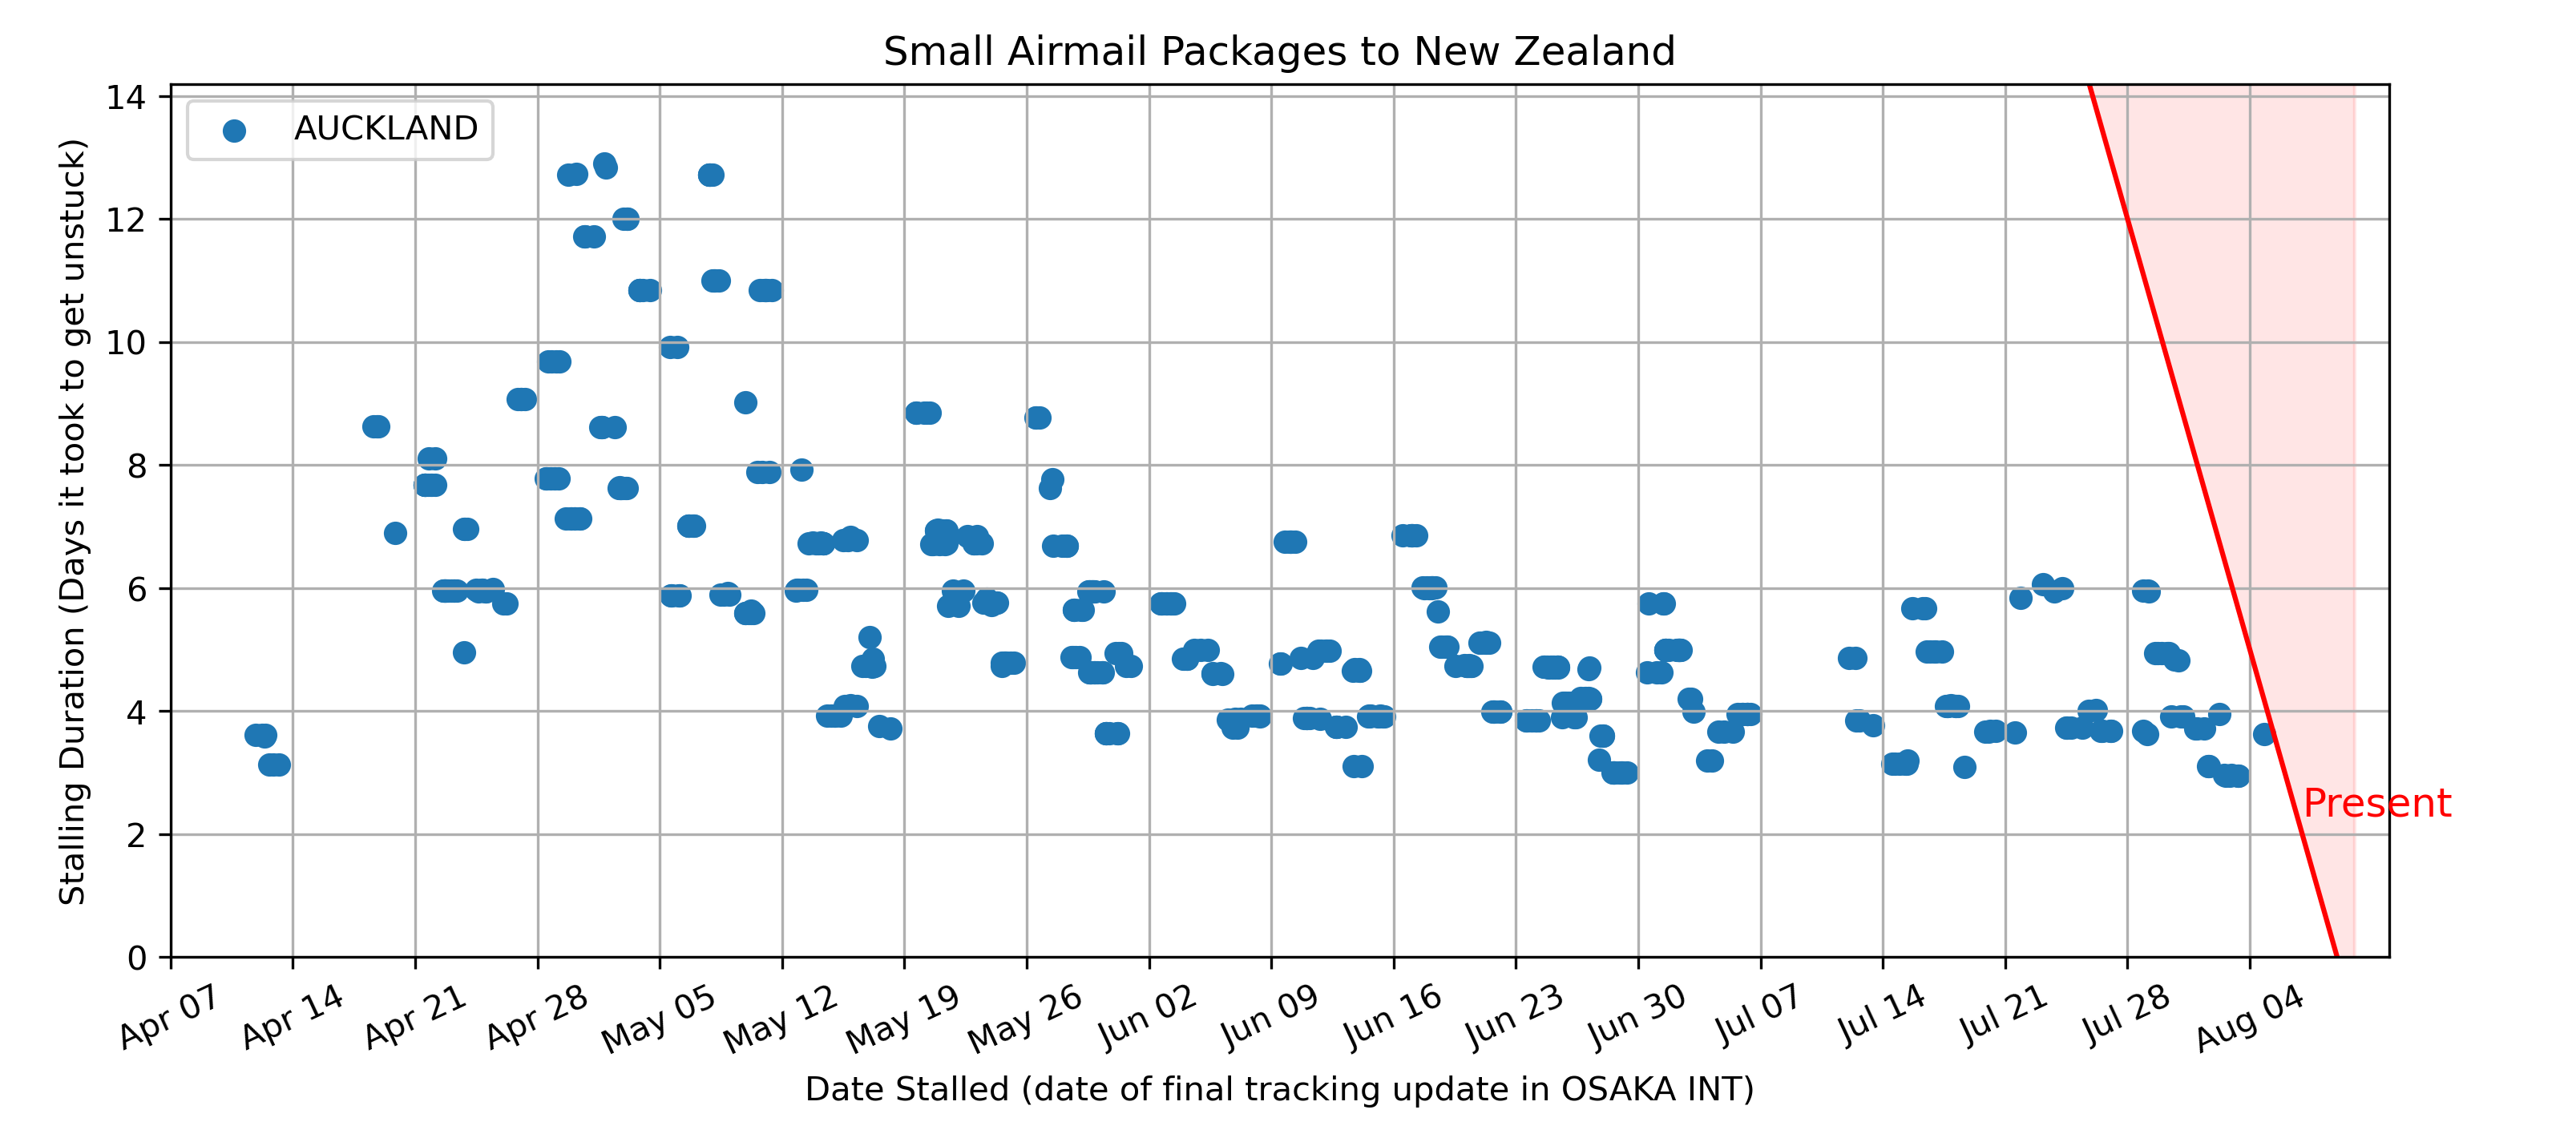 Small Airmail Packages to New Zealand
AUCKLAND
Stalling Duration (Days it took to get unstuck)
14
12
10
8
6
4
2
0
Present
Apr 07
Apr 14
Apr 21
Apr 28
May 05
May 12
May 19
May 26
Jun 02
Jun 09
Jun 16
Jun 23
Jun 30
Jul 07
Jul 14
Jul 21
Jul 28
Aug 04
Date Stalled (date of final tracking update in OSAKA INT)